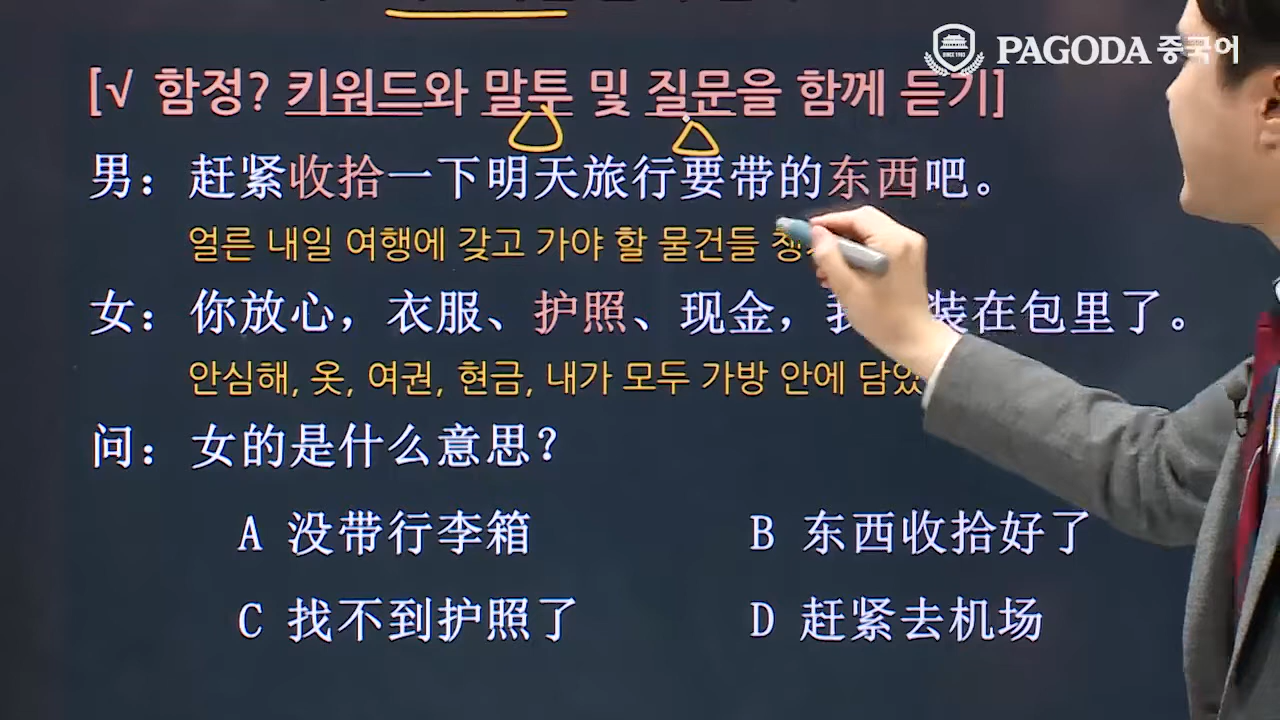 PAGODA 중국어
[√ 함정? 키워드와 말투 및 질문을 함께 듣기]
男：赶紧收拾一下明天旅行要带的东西吧。
얼른 내일 여행에 갖고 가야 할 물건들
女：你放心，衣服、护照、现金，我 装在包里了。
안심해, 옷, 여권, 현금, 내가 모두 가방 안에
问：女的是什么意思？
A 没带行李箱
B 东西收拾好了
C 找不到护照了
D 赶紧去机场